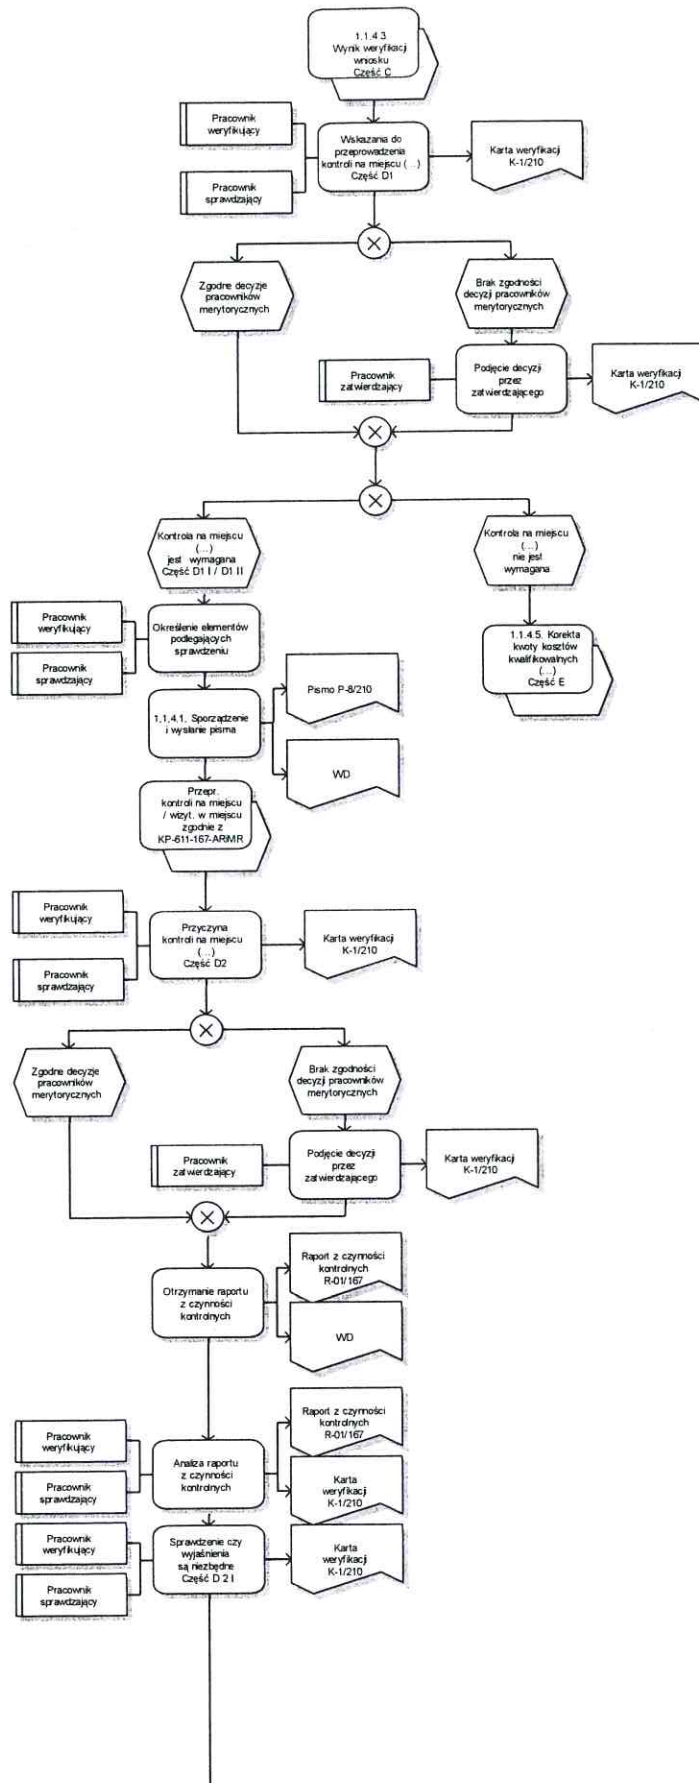 1.1.4.3
Wynik weryfikacji
wniosku
Część C
Pracownik
weryfikujący
Pracownik
sprawdzający
Wskazania do
przeprowadzenia
kontroli na miejscu (...)
Część D1
Karta weryfikacji
K-1/210
Zgodne decyzje
pracowników
merytorycznych
Brak zgodności
decyzji pracowników
merytorycznych
Pracownik
zatwierdzający
Podjęcie decyzji
przez
zatwierdzającego
Karta weryfikacji
K-1/210
Kontrola na miejscu
(...)
jest wymagana
Część D1 I / D1 II
Kontrola na miejscu
(...)
nie jest
wymagana
Pracownik
weryfikujący
Pracownik
sprawdzający
Określenie elementów
podlegających
sprawdzeniu
1.1.4.5. Korekta
kwoty kosztów
kwalifikowalnych
(...)
Część E
1.1.4.1. Sporządzenie
i wysłanie pisma
Pismo P-8/210
WD
Przepr.
kontroli na miejscu
/ wizyt. w miejscu
zgodnie z
KP-611-167-ARiMR
Pracownik
weryfikujący
Pracownik
sprawdzający
Przyczyna
kontroli na miejscu
(...)
Część D2
Karta weryfikacji
K-1/210
Zgodne decyzje
pracowników
merytorycznych
Brak zgodności
decyzji pracowników
merytorycznych
Pracownik
zatwierdzający
Podjęcie decyzji
przez
zatwierdzającego
Karta weryfikacji
K-1/210
Otrzymanie raportu
z czynności
kontrolnych
Raport z czynności
kontrolnych
R-01/167
WD
Pracownik
weryfikujący
Pracownik
sprawdzający
Analiza raportu
z czynności
kontrolnych
Raport z czynności
kontrolnych
R-01/167
Karta
weryfikacji
K-1/210
Pracownik
weryfikujący
Pracownik
sprawdzający
Sprawdzenie czy
wyjaśnienia
są niezbędne
Część D 2 I
Karta
weryfikacji
K-1/210